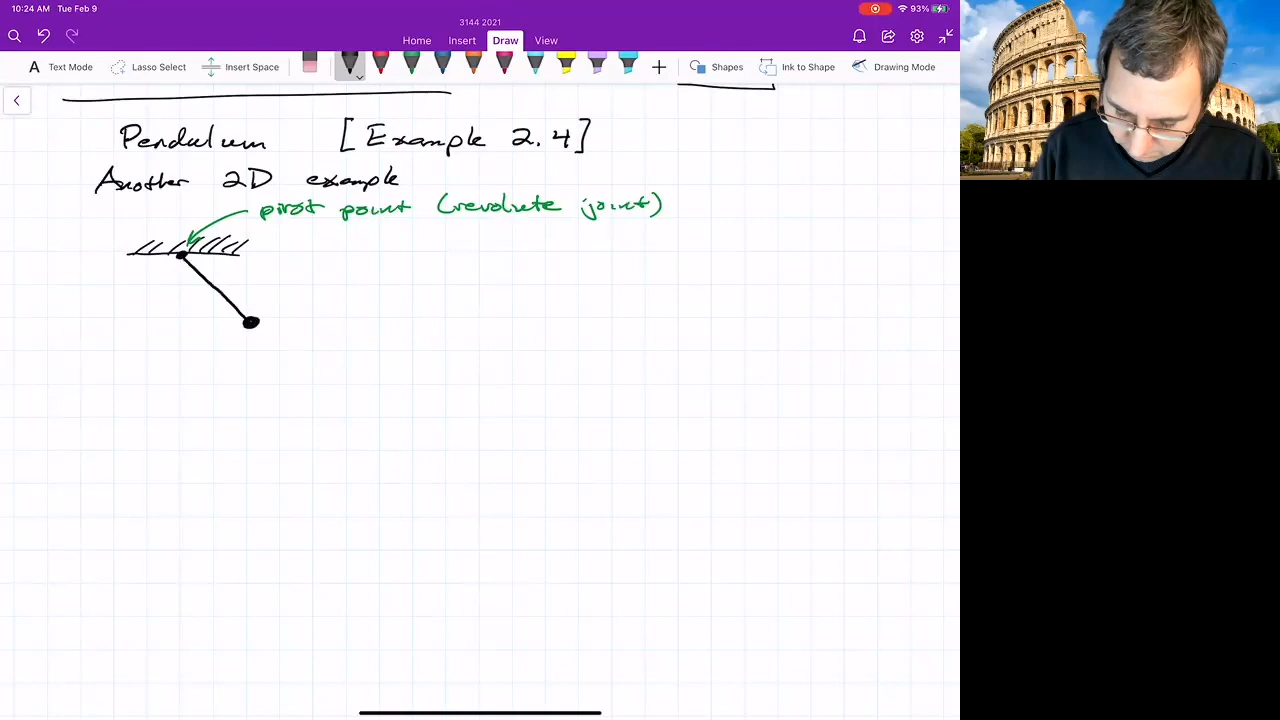 10:24 AM Tue Feb 9 93%
3144 2021
Home Insert Draw View
A Text Mode Lasso Select Insert Space Shapes Ink to Shape Drawing Mode
Pendulum [Example 2.4]
Another 2D example
pivot point (revolute joint)